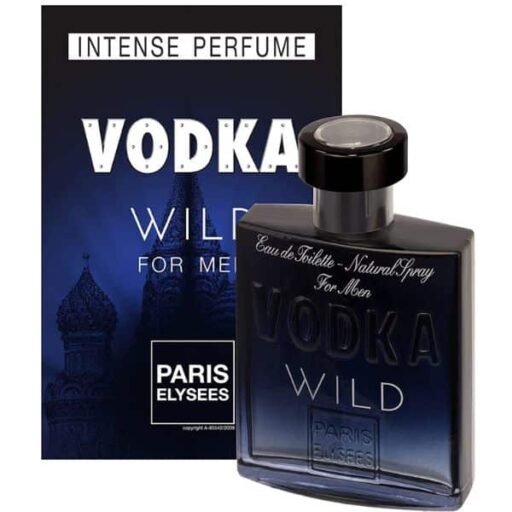 INTENSE PERFUME
VODKA
WILD
FOR MEN
PARIS
ELYSEES
Eau de Toilette - Natural Spray
For Men
VODKA
WILD
PARIS
ELYSEES